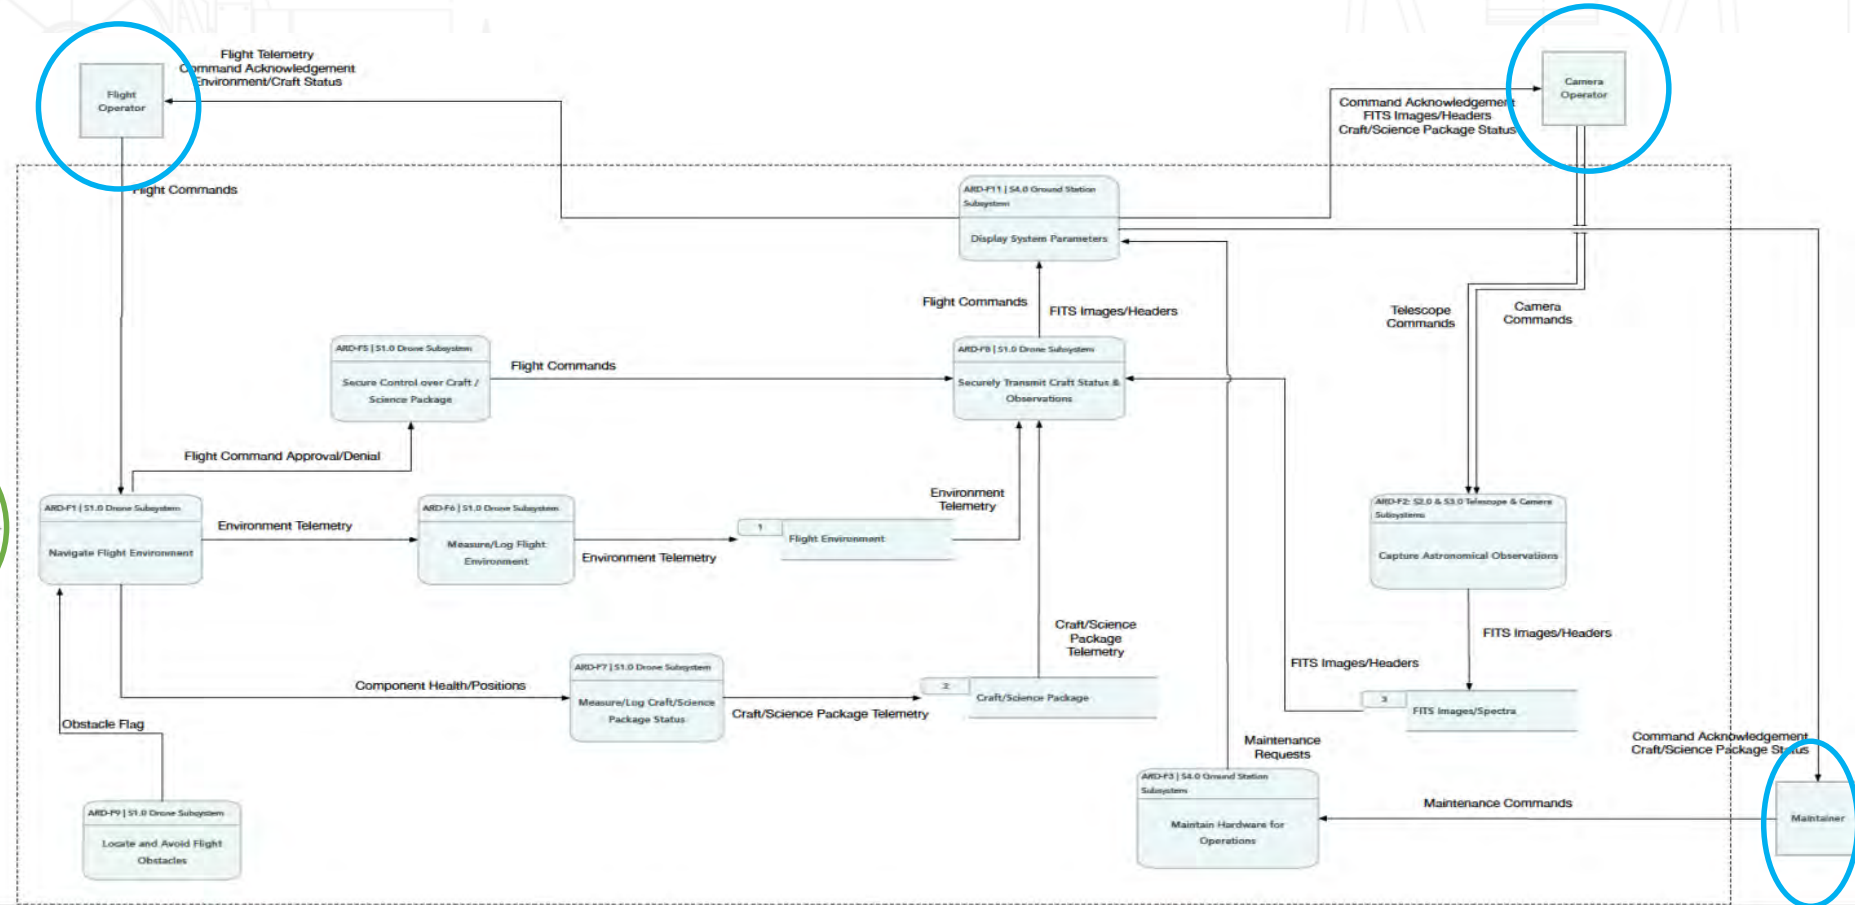 Flight Telemetry
Command Acknowledgement
Environment/Craft Status
Flight
Operator
Camera
Operator
Command Acknowledgement
FITS Images/Headers
Craft/Science Package Status
Flight Commands
ARD-F11 | S4.0 Ground Station
Subsystem
Display System Parameters
Flight Commands
FITS Images/Headers
Telescope
Commands
Camera
Commands
ARD-F5 | S1.0 Drone Subsystem
Secure Control over Craft /
Science Package
Flight Commands
ARD-F8 | S1.0 Drone Subsystem
Securely Transmit Craft Status &
Observations
Flight Command Approval/Denial
ARD-F1 | S1.0 Drone Subsystem
Navigate Flight Environment
Environment Telemetry
ARD-F6 | S1.0 Drone Subsystem
Measure/Log Flight
Environment
Environment Telemetry
1
Flight Environment
Environment
Telemetry
ARD-F2: S2.0 & S3.0 Telescope & Camera
Subsystems
Capture Astronomical Observations
Craft/Science
Package
Telemetry
FITS Images/Headers
FITS Images/Headers
Component Health/Positions
ARD-F7 | S1.0 Drone Subsystem
Measure/Log Craft/Science
Package Status
Craft/Science Package Telemetry
2
Craft/Science Package
3
FITS Images/Spectra
Obstacle Flag
Maintenance
Requests
Command Acknowledgement
Craft/Science Package Status
ARD-F9 | S1.0 Drone Subsystem
Locate and Avoid Flight
Obstacles
ARD-F3 | S4.0 Ground Station
Subsystem
Maintain Hardware for
Operations
Maintenance Commands
Maintainer